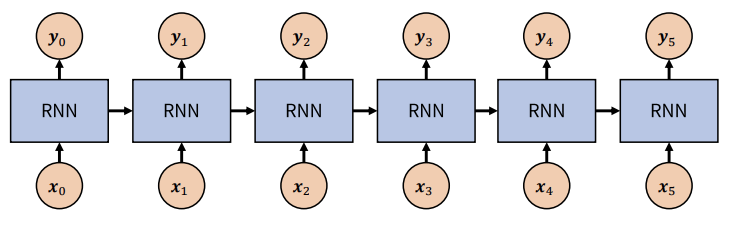 y₀ y₁ y₂ y₃ y₄ y₅
RNN RNN RNN RNN RNN RNN
x₀ x₁ x₂ x₃ x₄ x₅